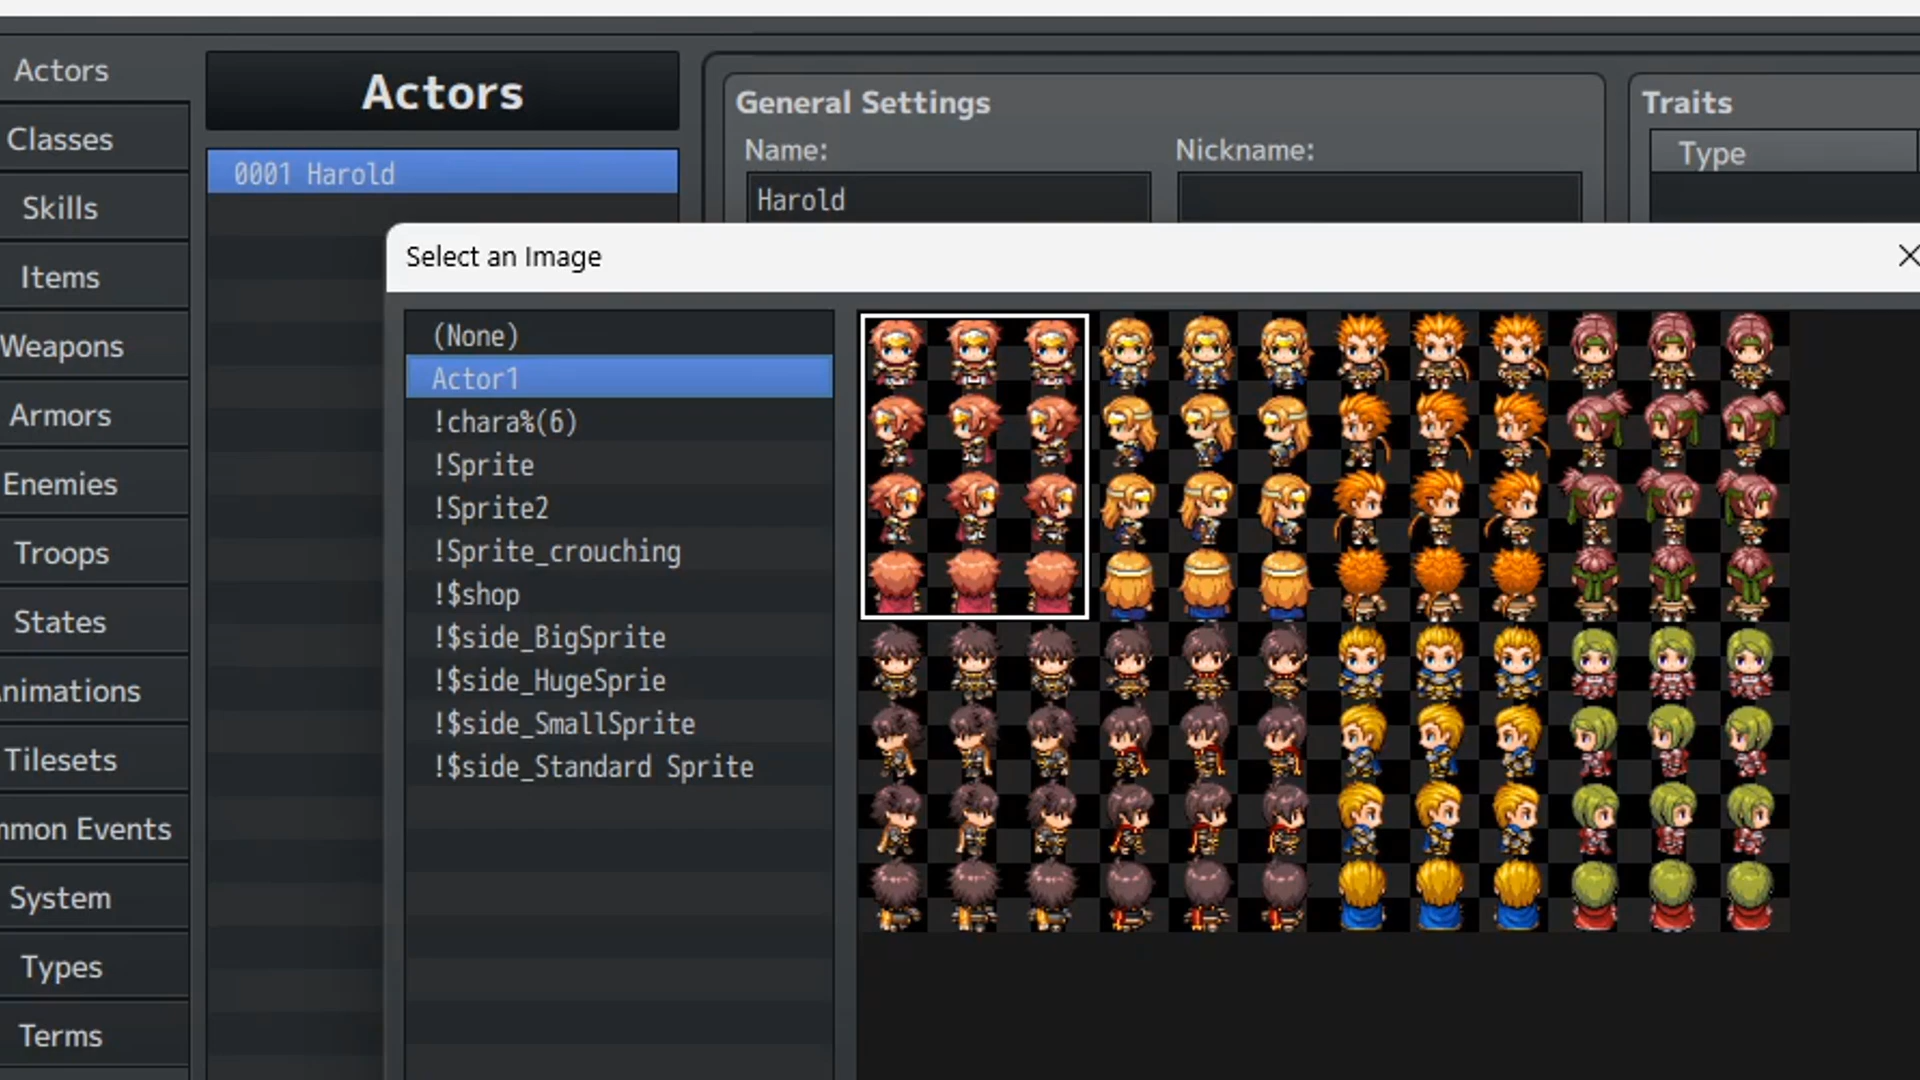 Actors
Classes
Skills
Items
Weapons
Armors
Enemies
Troops
States
nimations
Tilesets
mmon Events
System
Types
Terms
Actors
0001 Harold
General Settings
Name:
Nickname:
Harold
Traits
Type
Select an Image
(None)
Actor1
!chara%(6)
!Sprite
!Sprite2
!Sprite_crouching
!$shop
!$side_BigSprite
!$side_HugeSprie
!$side_SmallSprite
!$side_Standard Sprite